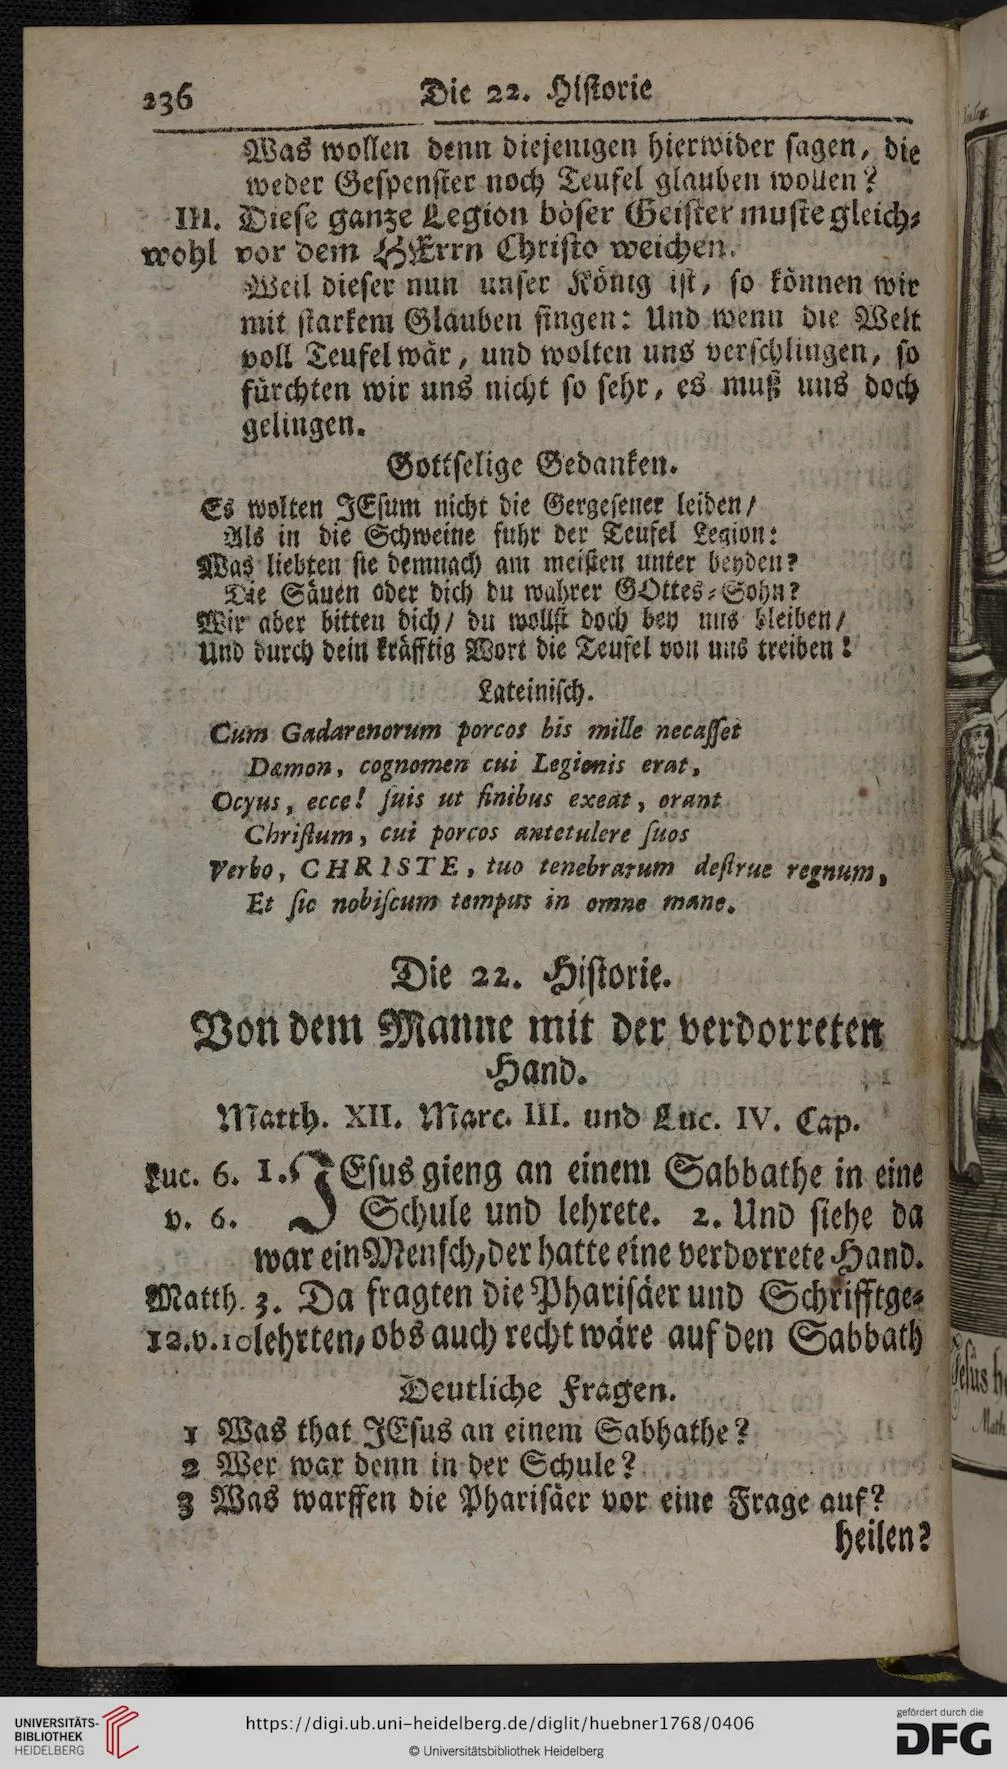 236 Die 22. Historie
Was wollen denn diejenigen hierwider sagen, die
weder Gespenster noch Teufel glauben wollen?
III. Diese gantze Legion böser Geister muste gleich-
wohl vor dem HErrn Christo weichen.
Weil dieser nun unser König ist, so können wir
mit starkem Glauben singen: Und wenn die Welt
voll Teufel wär, und wolten uns verschlingen, so
fürchten wir uns nicht so sehr, es muß uns doch
gelingen.
Gottselige Gedanken.
Es wolten JEsum nicht die Gergesener leiden/
Als in die Schweine fuhr der Teufel Legion:
Was liebten sie demnach am meisten unter beyden?
Die Säuen oder dich du wahrer GOttes-Sohn?
Wir aber bitten dich/ du wollst doch bey uns bleiben/
Und durch dein kräfftig Wort die Teufel von uns treiben!
Lateinisch.
Cum Gadarenorum porcos bis mille necasset
Dæmon, cognomen cui Legionis erat,
Ocyus, ecce! suis ut finibus exeat, orant
Christum, cui porcos antetulere suos
Verbo, CHRISTE, tuo tenebrarum destrue regnum,
Et sic nobiscum tempus in omne mane.
Die 22. Historie.
Von dem Manne mit der verdorreten
Hand.
Matth. XII. Marc. III. und Luc. IV. Cap.
Luc. 6. 1. JEsus gieng an einem Sabbathe in eine
v. 6. Schule und lehrete. 2. Und siehe da
war ein Mensch, der hatte eine verdorrete Hand.
Matth. 3. Da fragten die Pharisäer und Schrifftge-
12.v.10 lehrten, obs auch recht wäre auf den Sabbath
Deutliche Fragen.
1 Was that JEsus an einem Sabbathe?
2 Wer war denn in der Schule?
3 Was warffen die Pharisäer vor eine Frage auf?
heilen?
Jesus he
Math.
UNIVERSITÄTS-
BIBLIOTHEK
HEIDELBERG
https://digi.ub.uni-heidelberg.de/diglit/huebner1768/0406
© Universitätsbibliothek Heidelberg
gefördert durch die
DFG